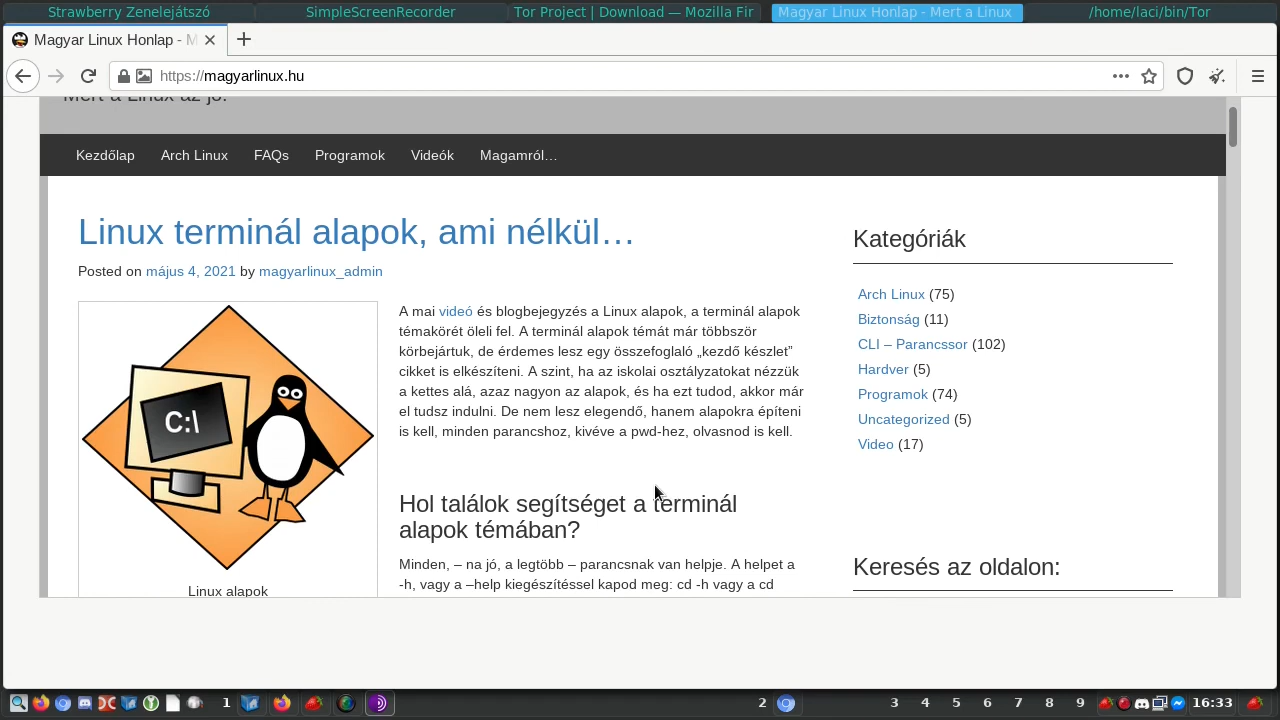 Strawberry Zenelejátszó
SimpleScreenRecorder
Tor Project | Download — Mozilla Fir
Magyar Linux Honlap - Mert a Linux
/home/laci/bin/Tor
Magyar Linux Honlap - M
https://magyarlinux.hu
Mert a Linux az jó!
Kezdőlap Arch Linux FAQs Programok Videók Magamról…
Linux terminál alapok, ami nélkül…
Posted on május 4, 2021 by magyarlinux_admin
C:\
Linux alapok
A mai videó és blogbejegyzés a Linux alapok, a terminál alapok
témakörét öleli fel. A terminál alapok témát már többször
körbejártuk, de érdemes lesz egy összefoglaló „kezdő készlet”
cikket is elkészíteni. A szint, ha az iskolai osztályzatokat nézzük
a kettes alá, azaz nagyon az alapok, és ha ezt tudod, akkor már
el tudsz indulni. De nem lesz elegendő, hanem alapokra építeni
is kell, minden parancshoz, kivéve a pwd-hez, olvasnod is kell.
Hol találok segítséget a terminál
alapok témában?
Minden, – na jó, a legtöbb – parancsnak van helpje. A helpet a
-h, vagy a –help kiegészítéssel kapod meg: cd -h vagy a cd
Kategóriák
Arch Linux (75)
Biztonság (11)
CLI – Parancssor (102)
Hardver (5)
Programok (74)
Uncategorized (5)
Video (17)
Keresés az oldalon:
1 2 3 4 5 6 7 8 9 16:33